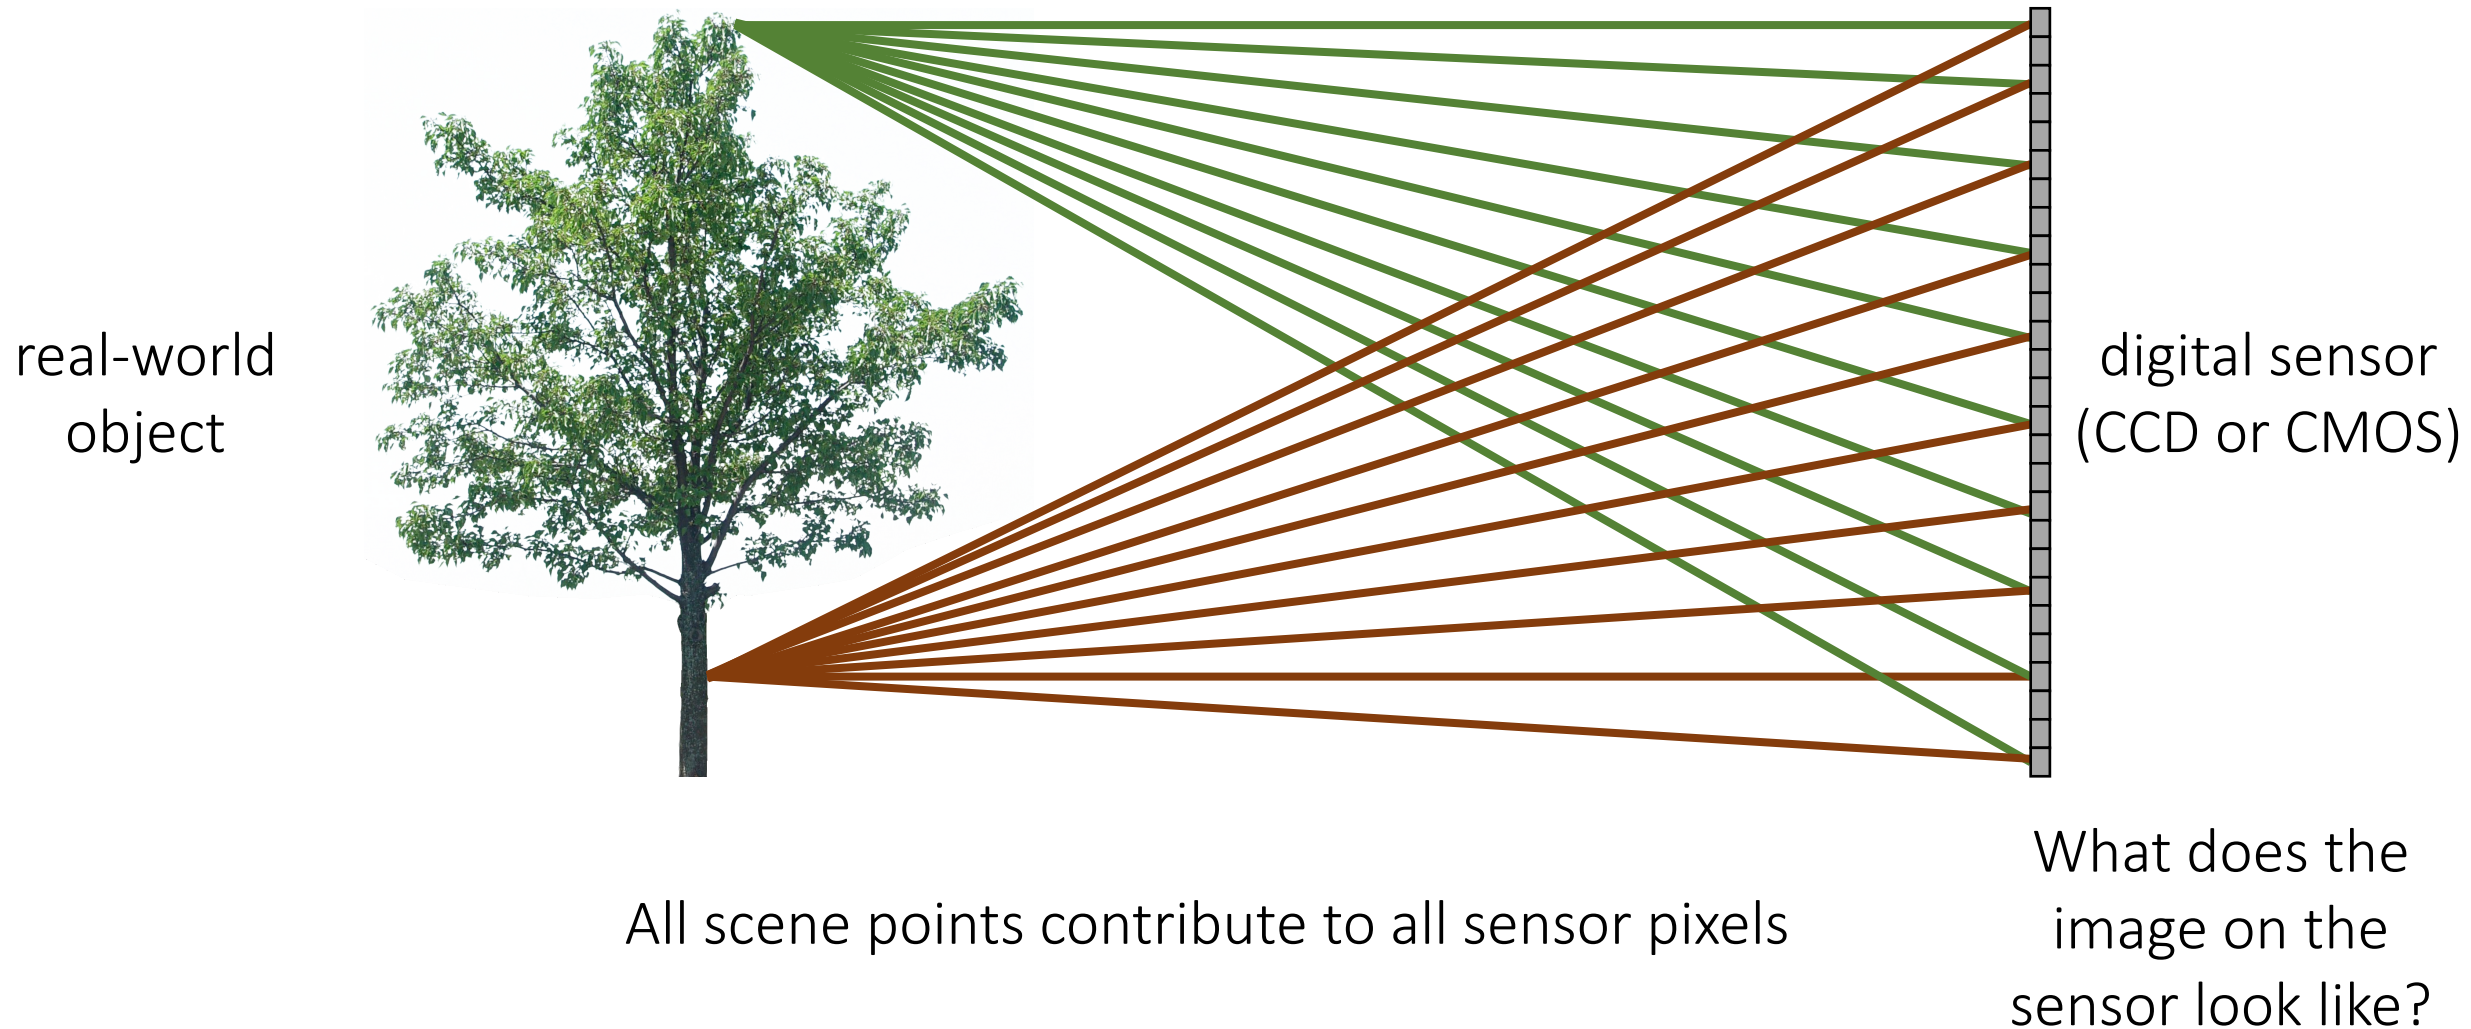 real-world
object
digital sensor
(CCD or CMOS)
All scene points contribute to all sensor pixels
What does the
image on the
sensor look like?